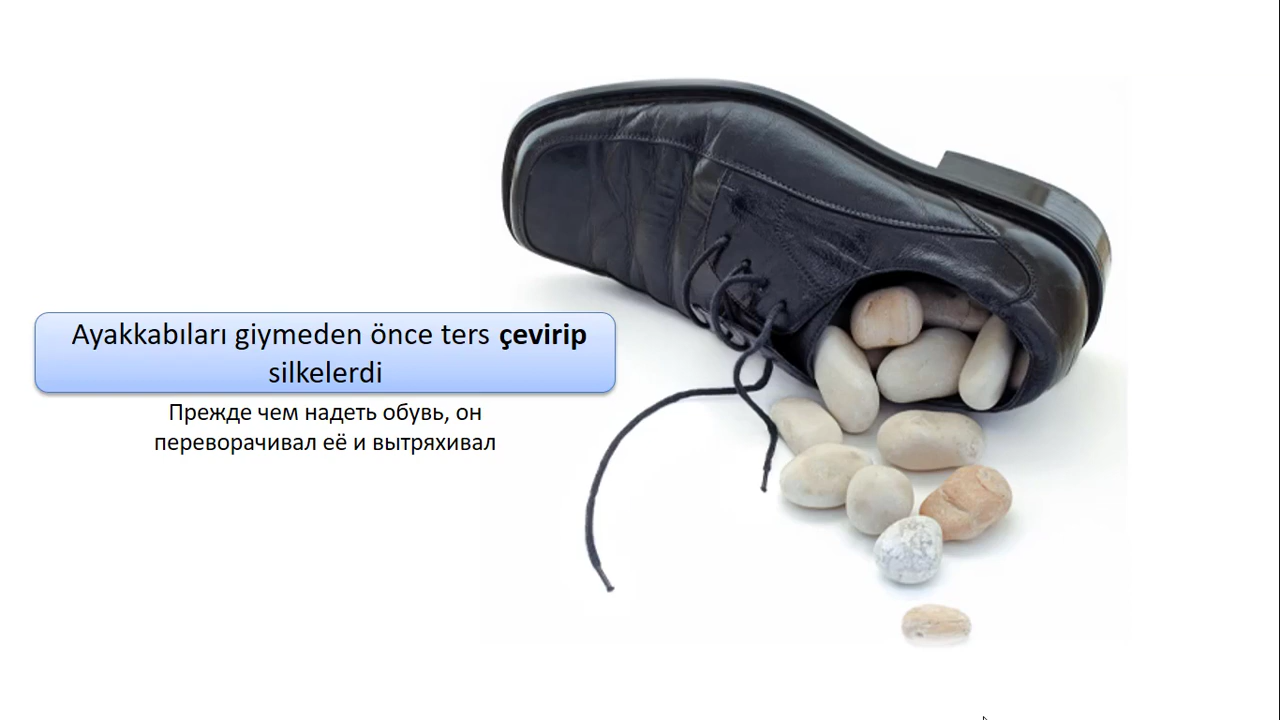 Ayakkabıları giymeden önce ters çevirip
silkelerdi
Прежде чем надеть обувь, он
переворачивал её и вытряхивал